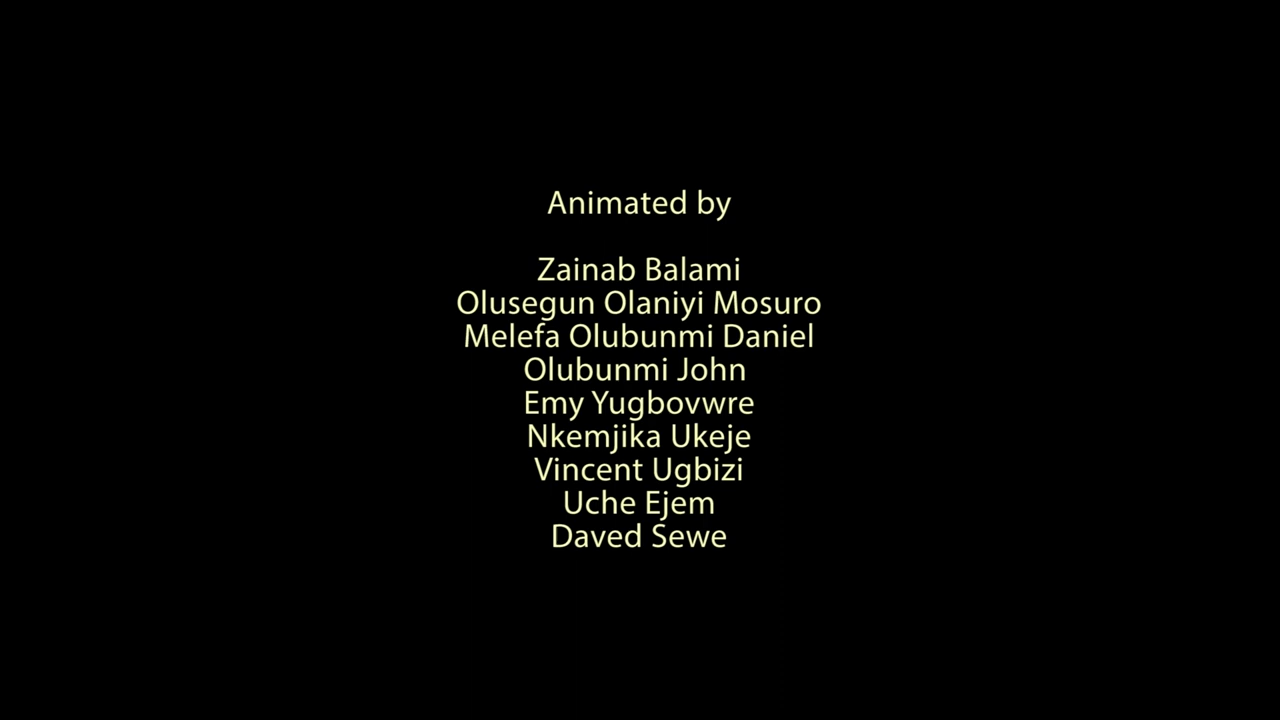 Animated by
Zainab Balami
Olusegun Olaniyi Mosuro
Melefa Olubunmi Daniel
Olubunmi John
Emy Yugbovwre
Nkemjika Ukeje
Vincent Ugbizi
Uche Ejem
Daved Sewe